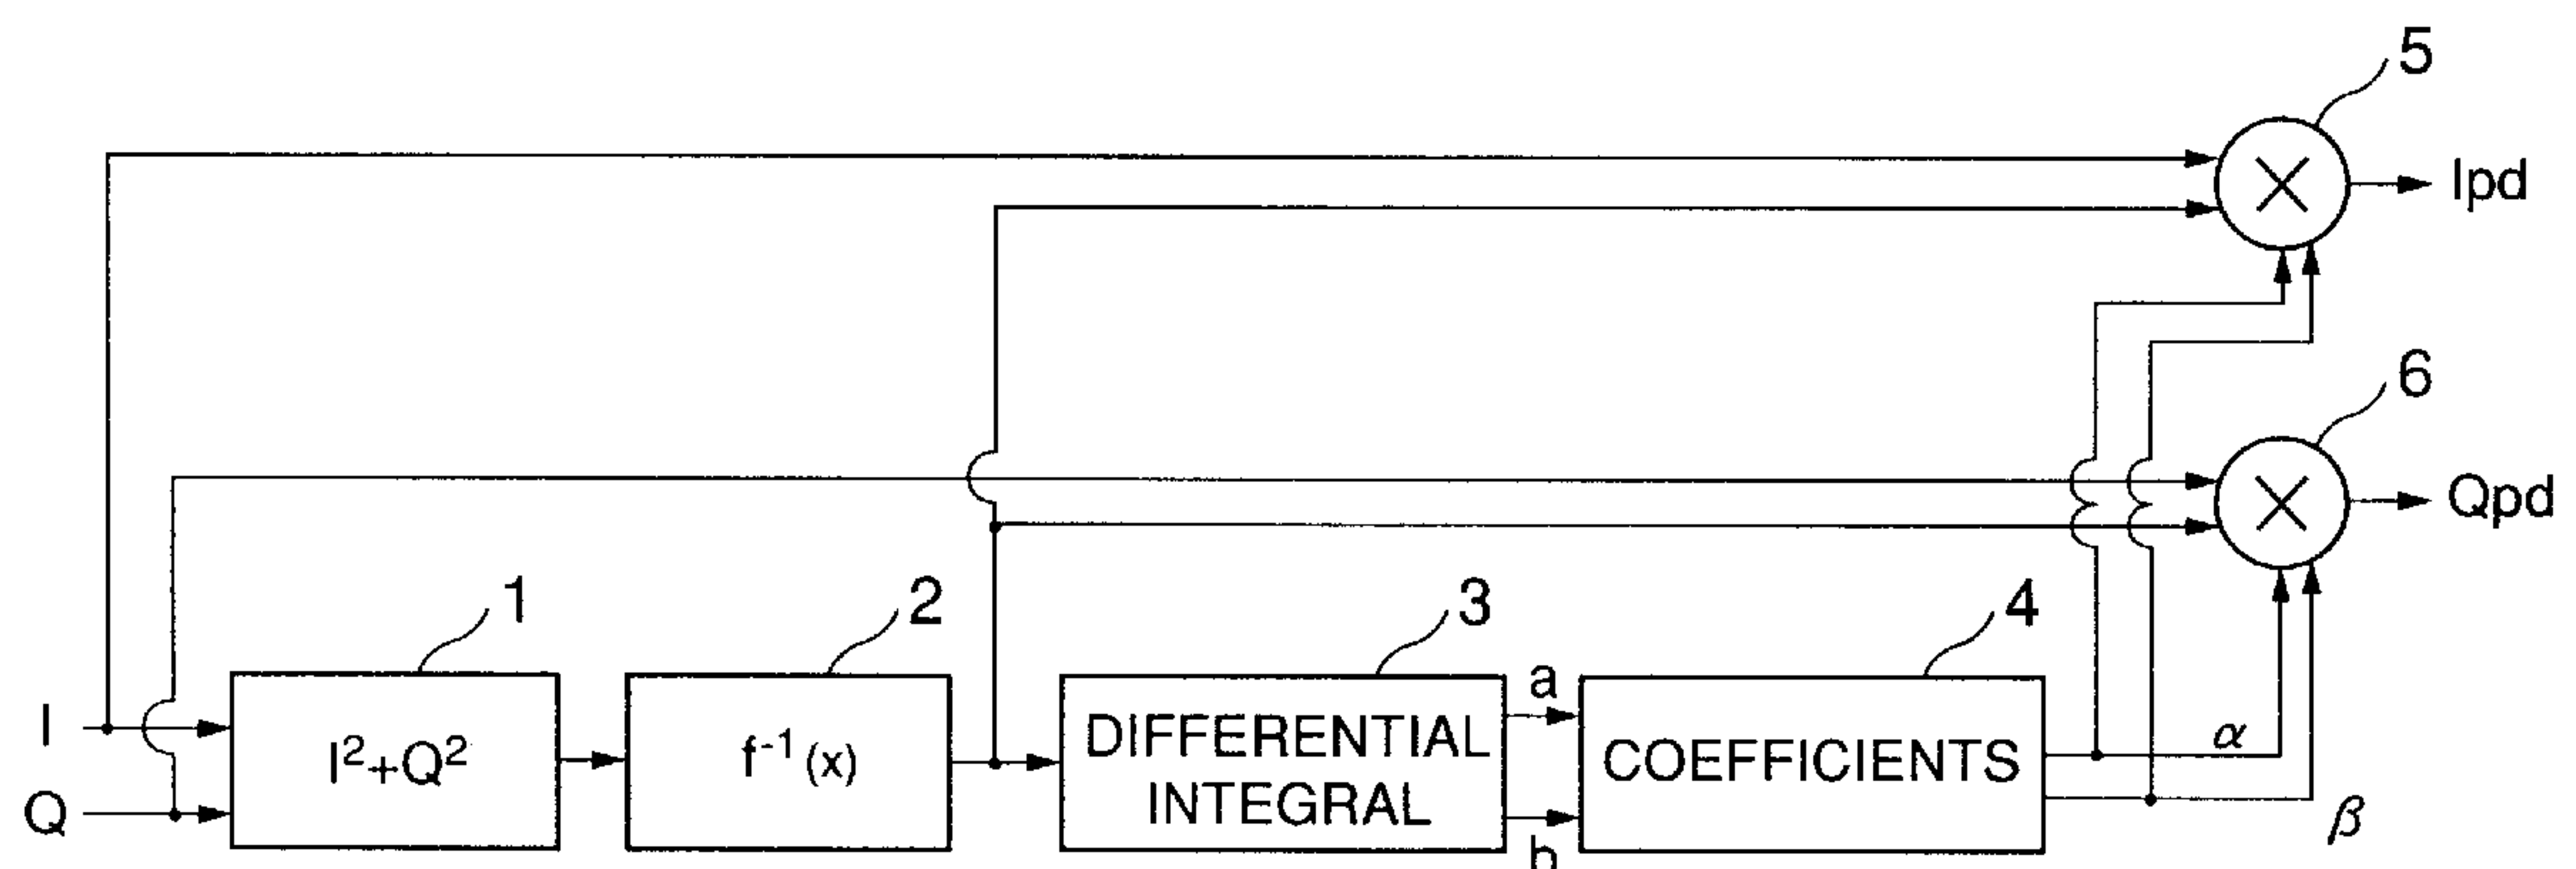 5
Ipd
6
Qpd
1
2
3
4
I
Q
I²+Q²
f⁻¹(x)
DIFFERENTIAL
INTEGRAL
a
b
COEFFICIENTS
α
β